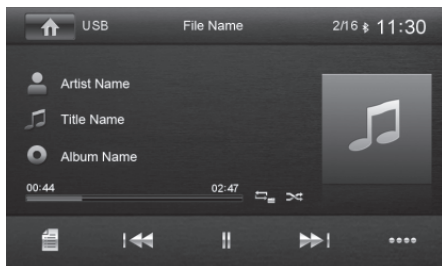 USB File Name 2/16 11:30
Artist Name
Title Name
Album Name
00:44 02:47